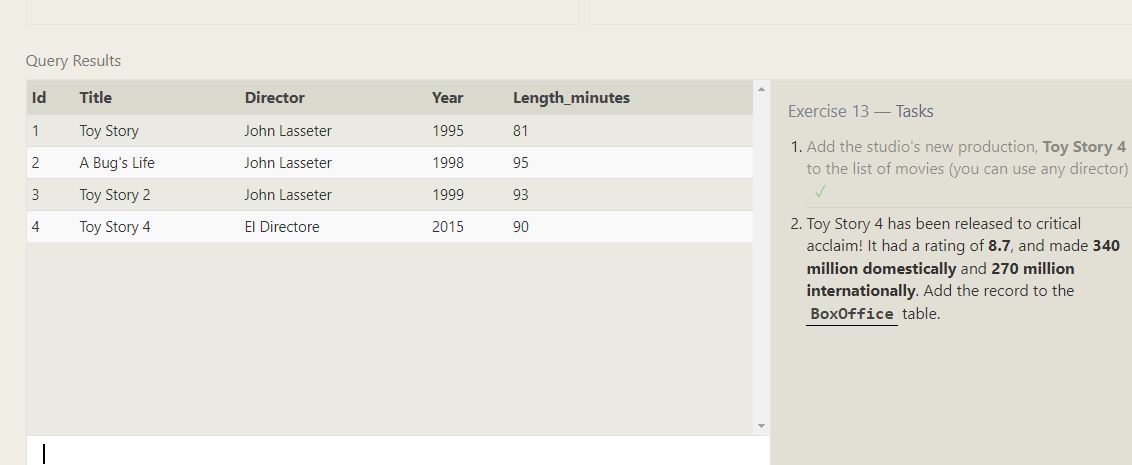 Query Results
Id Title Director Year Length_minutes
1 Toy Story John Lasseter 1995 81
2 A Bug's Life John Lasseter 1998 95
3 Toy Story 2 John Lasseter 1999 93
4 Toy Story 4 El Directore 2015 90
Exercise 13 — Tasks
1. Add the studio's new production, Toy Story 4
to the list of movies (you can use any director)
✓
2. Toy Story 4 has been released to critical
acclaim! It had a rating of 8.7, and made 340
million domestically and 270 million
internationally. Add the record to the
BoxOffice table.